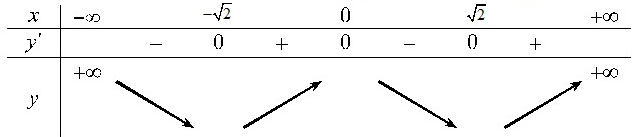 x −∞ −√2 0 √2 +∞
y' − 0 + 0 − 0 +
+∞ +∞
y